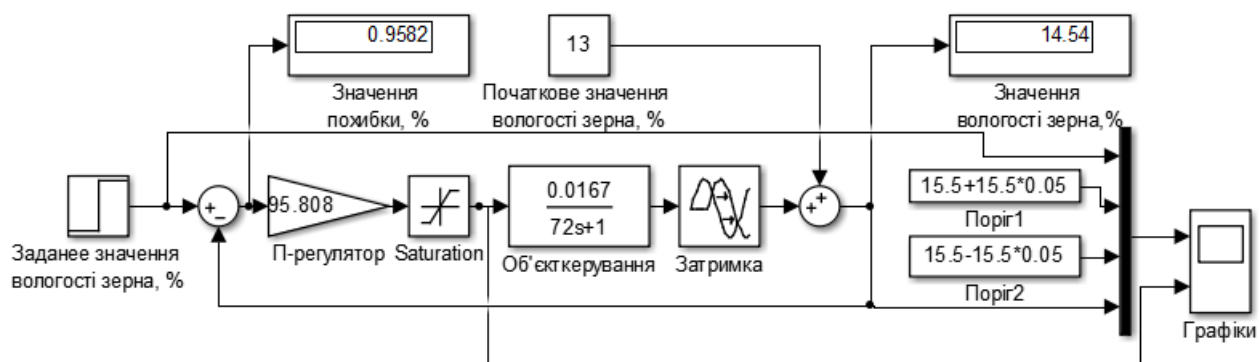 0.9582
Значення
похибки, %
13
Початкове значення
вологості зерна, %
14.54
Значення
вологості зерна,%
Заданее значення
вологості зерна, %
+
−
95.808
П-регулятор
Saturation
0.0167
72s+1
Об'єкткерування
Затримка
+
+
15.5+15.5*0.05
Поріг1
15.5-15.5*0.05
Поріг2
Графіки